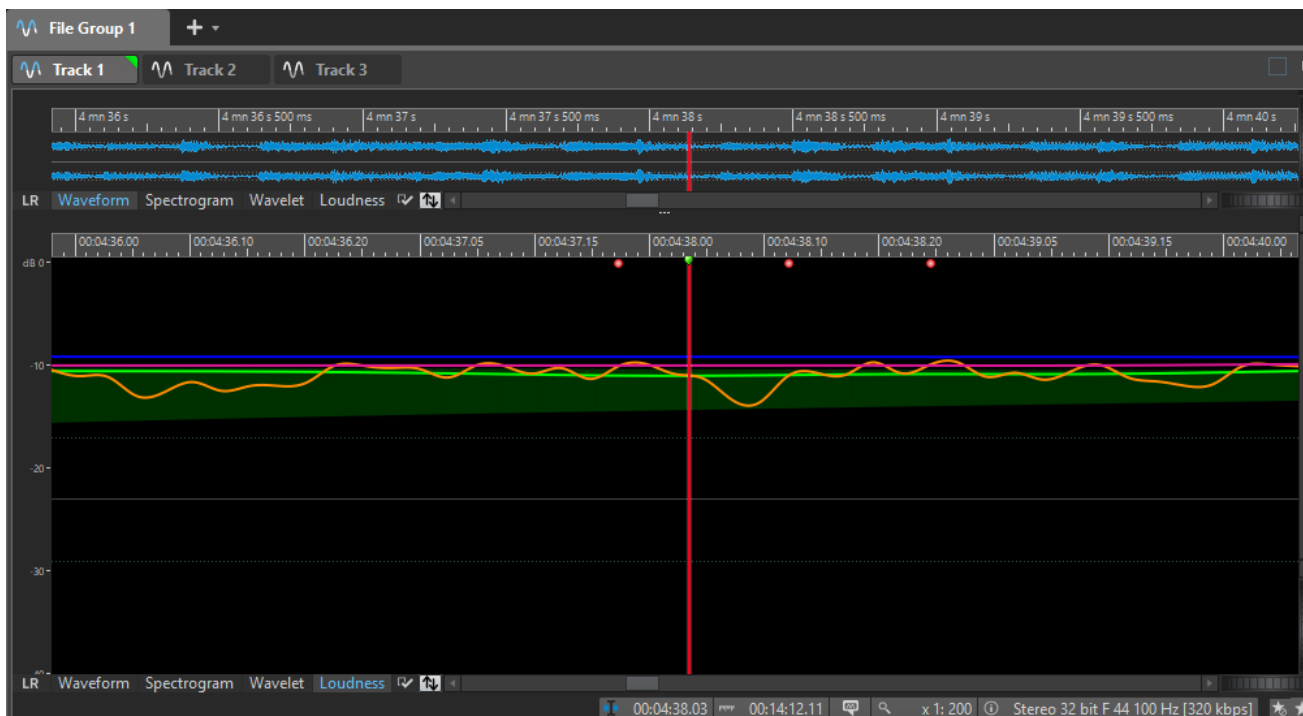 File Group 1
Track 1 Track 2 Track 3
4 mn 36 s 4 mn 36 s 500 ms 4 mn 37 s 4 mn 37 s 500 ms 4 mn 38 s 4 mn 38 s 500 ms 4 mn 39 s 4 mn 39 s 500 ms 4 mn 40 s
LR Waveform Spectrogram Wavelet Loudness
00:04:36.00 00:04:36.10 00:04:36.20 00:04:37.05 00:04:37.15 00:04:38.00 00:04:38.10 00:04:38.20 00:04:39.05 00:04:39.15 00:04:40.00
dB 0
-10
-20
-30
LR Waveform Spectrogram Wavelet Loudness
00:04:38.03 00:14:12.11 x 1: 200 Stereo 32 bit F 44 100 Hz [320 kbps]